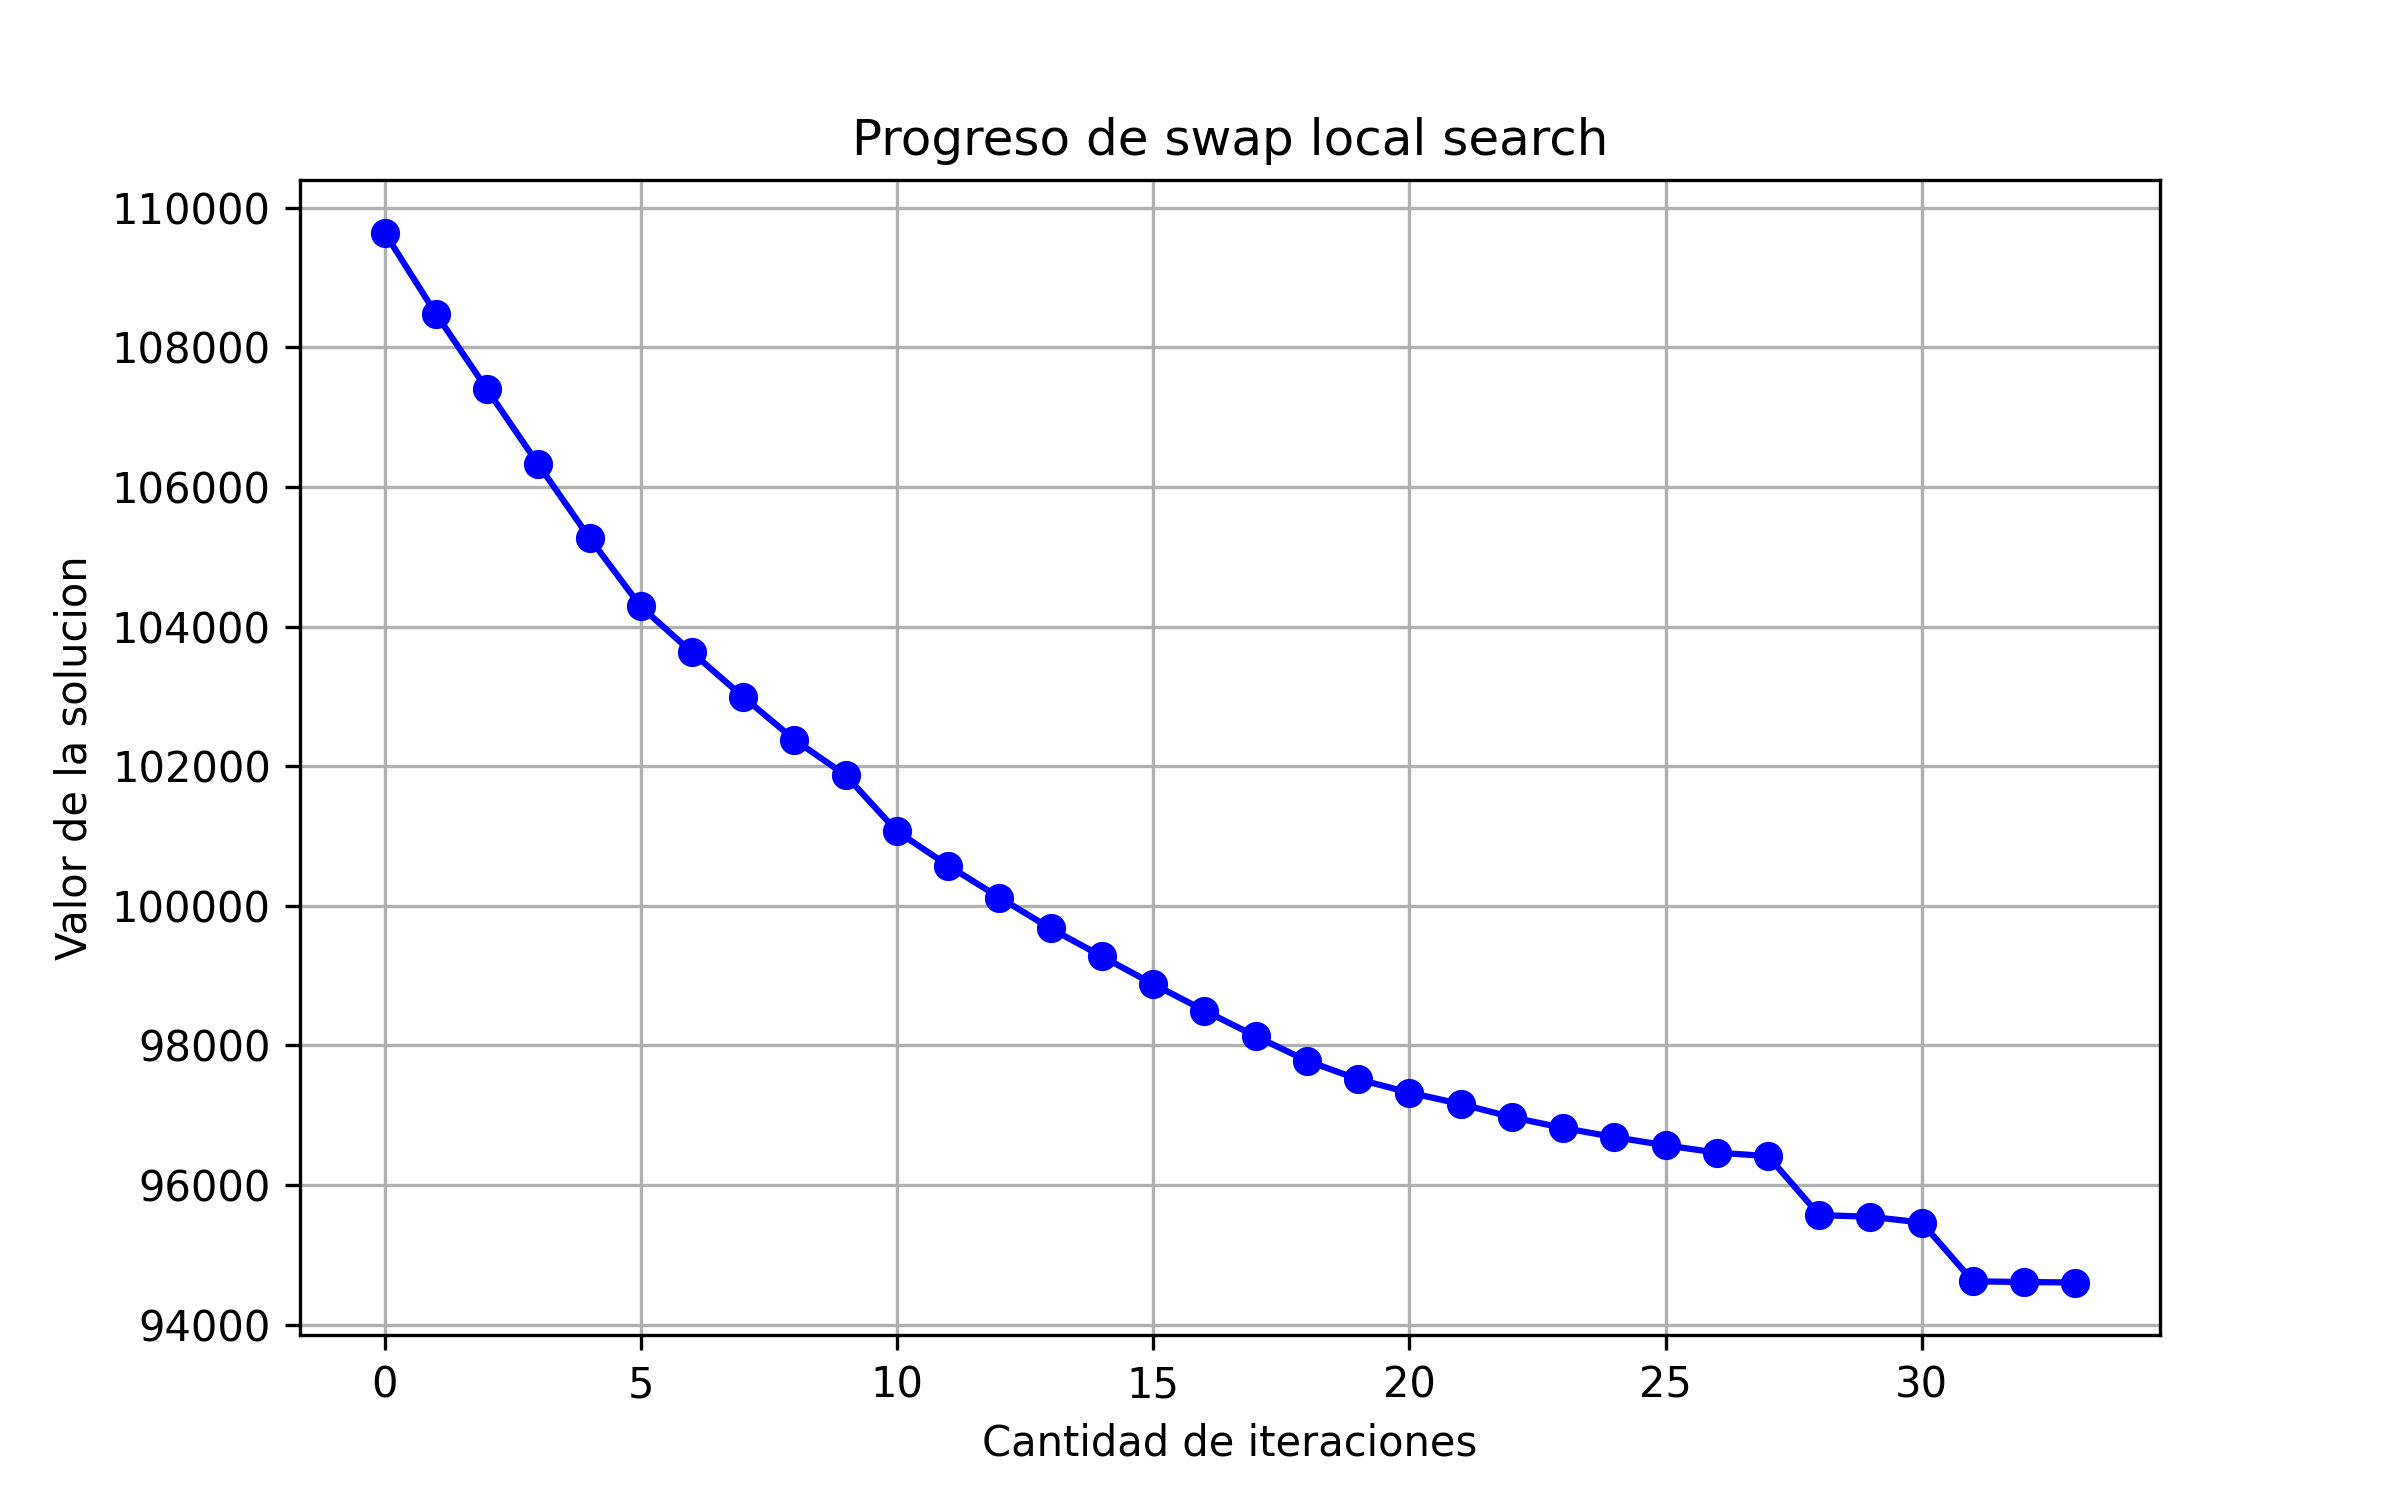 Progreso de swap local search
Valor de la solucion
110000
108000
106000
104000
102000
100000
98000
96000
94000
0 5 10 15 20 25 30
Cantidad de iteraciones